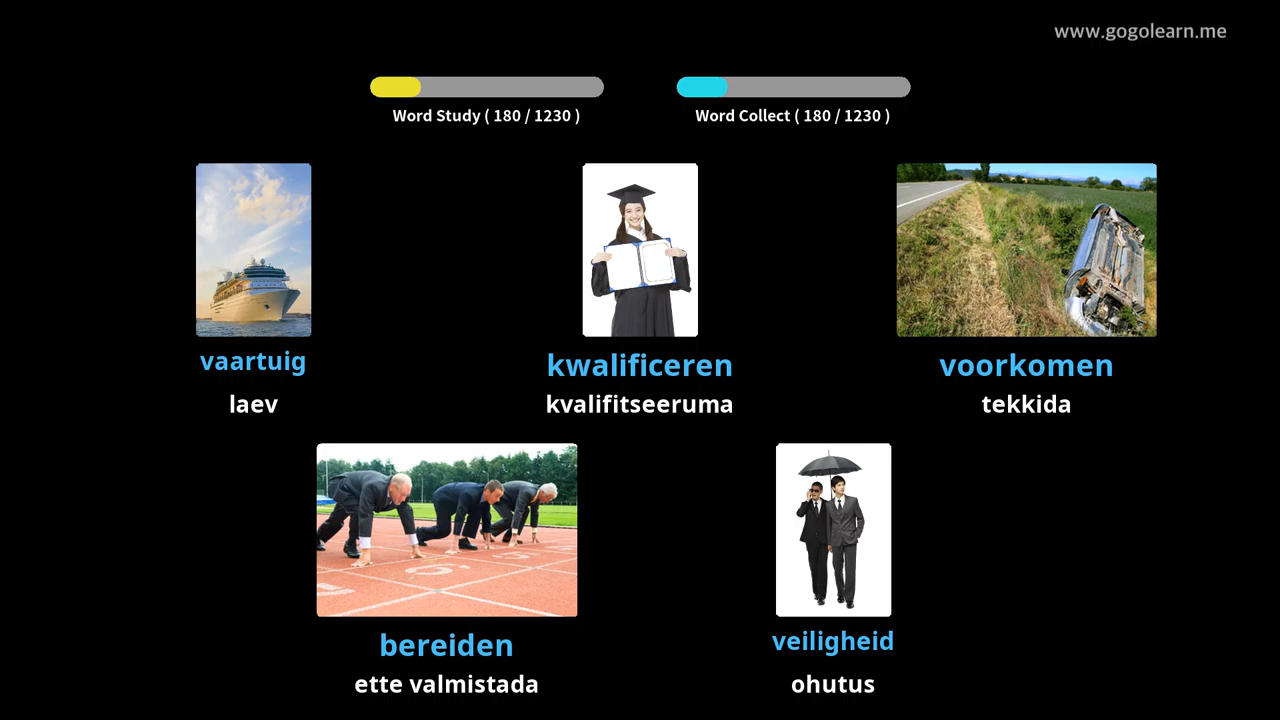 www.gogolearn.me
Word Study ( 180 / 1230 )
Word Collect ( 180 / 1230 )
vaartuig
laev
kwalificeren
kvalifitseeruma
voorkomen
tekkida
bereiden
ette valmistada
veiligheid
ohutus